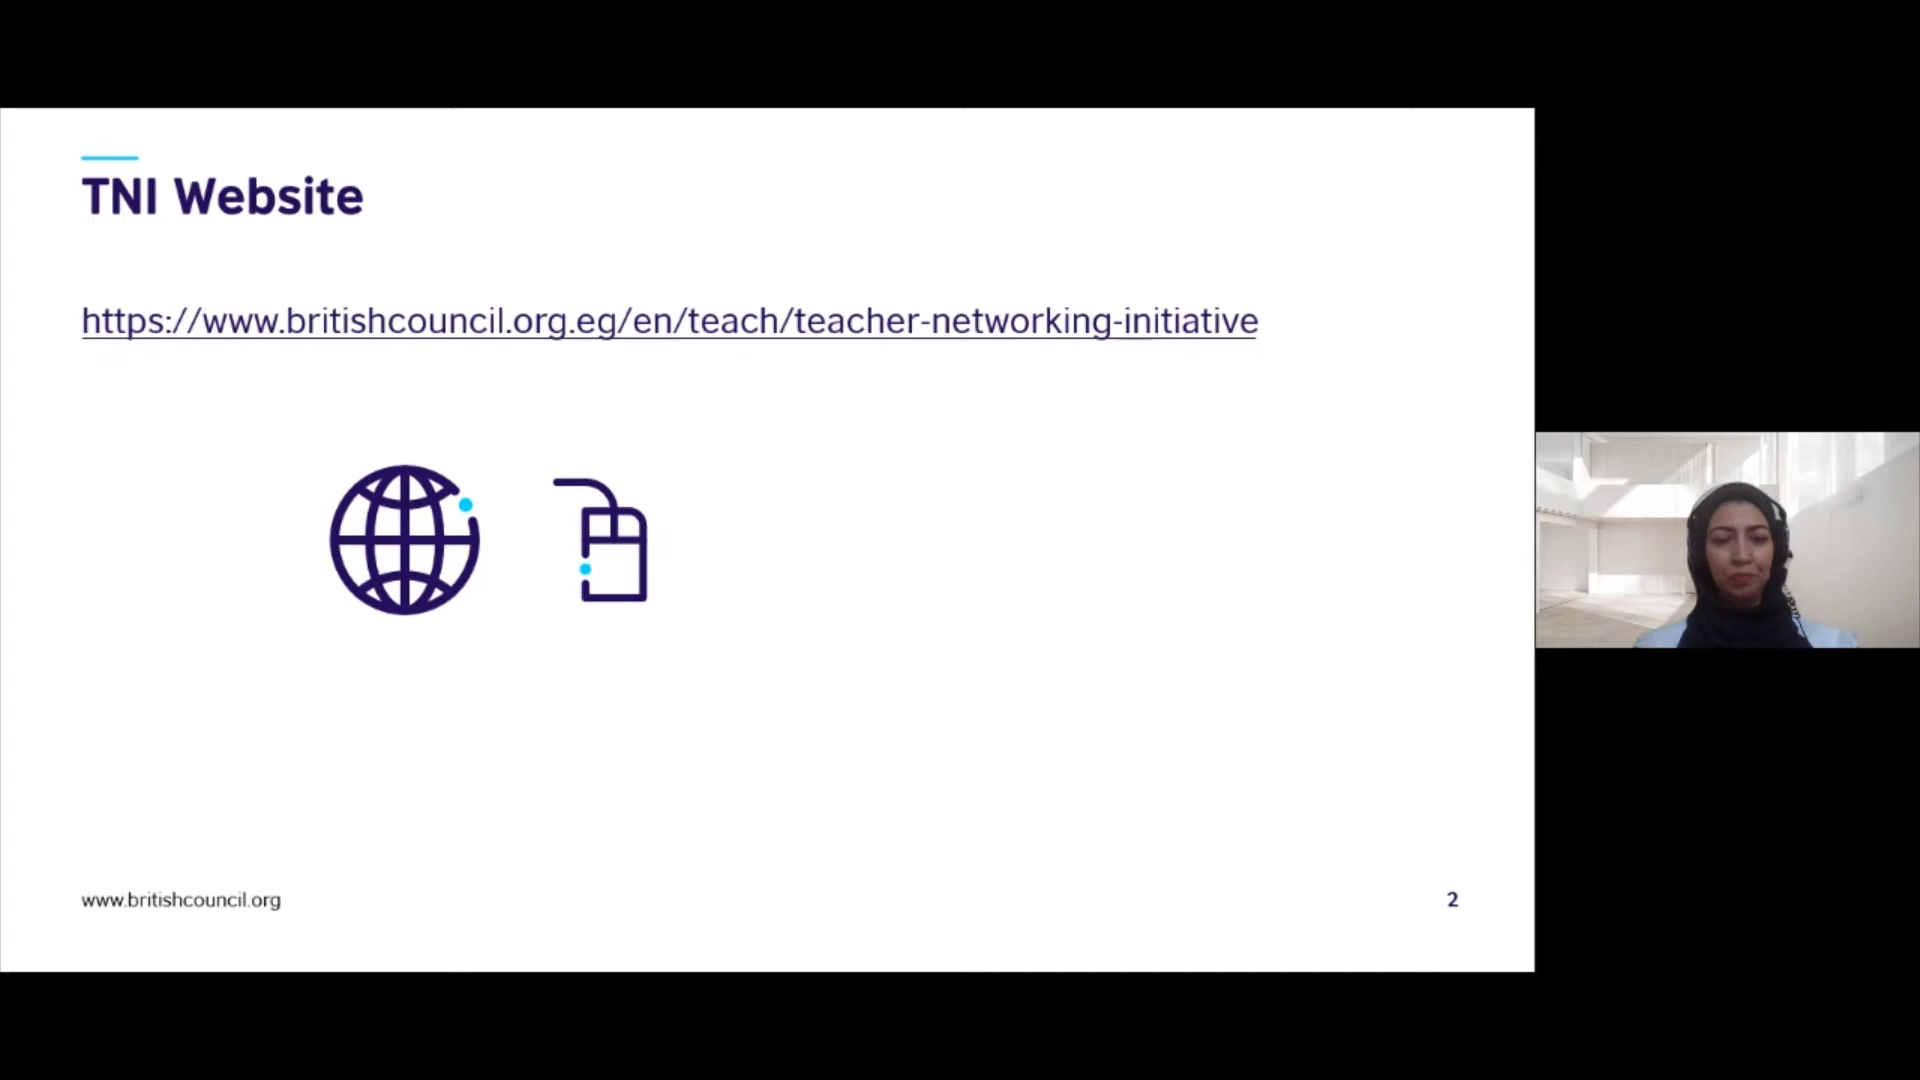 TNI Website
https://www.britishcouncil.org.eg/en/teach/teacher-networking-initiative
www.britishcouncil.org
2